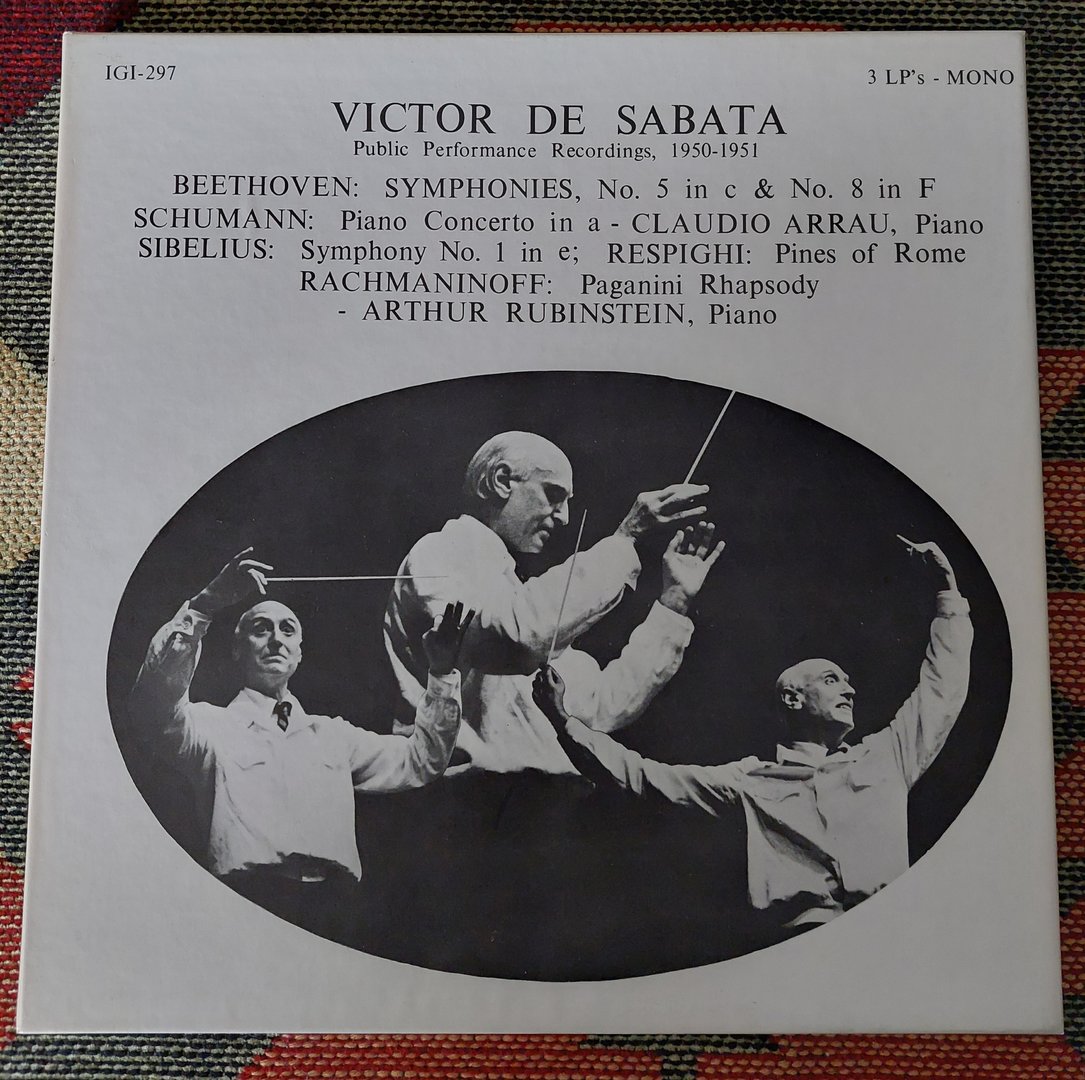 IGI-297
3 LP's - MONO
VICTOR DE SABATA
Public Performance Recordings, 1950-1951
BEETHOVEN: SYMPHONIES, No. 5 in c & No. 8 in F
SCHUMANN: Piano Concerto in a - CLAUDIO ARRAU, Piano
SIBELIUS: Symphony No. 1 in e; RESPIGHI: Pines of Rome
RACHMANINOFF: Paganini Rhapsody
- ARTHUR RUBINSTEIN, Piano